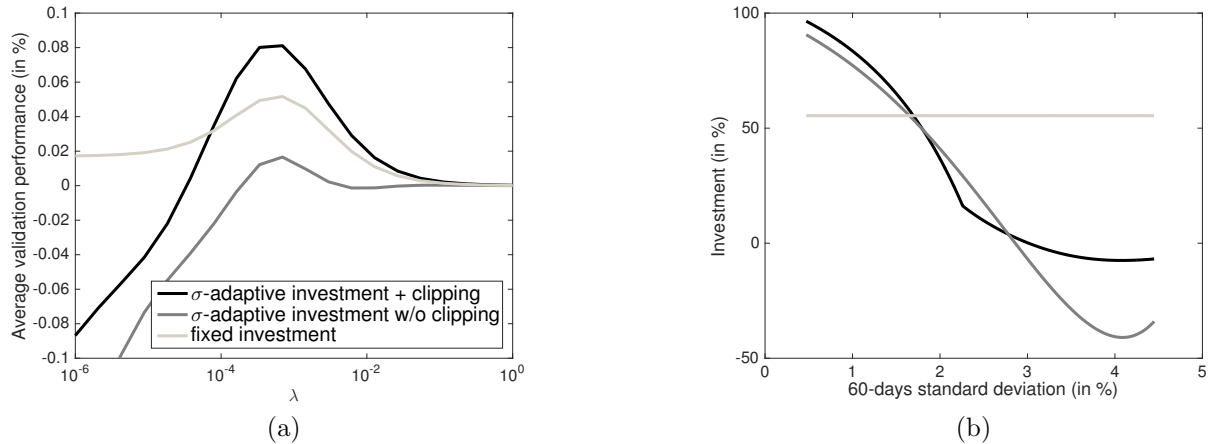 0.1
0.08
0.06
0.04
0.02
0
-0.02
-0.04
-0.06
-0.08
-0.1
Average validation performance (in %)
σ-adaptive investment + clipping
σ-adaptive investment w/o clipping
fixed investment
10^-6 10^-4 10^-2 10^0
λ
(a)
100
50
0
-50
Investment (in %)
0 1 2 3 4 5
60-days standard deviation (in %)
(b)